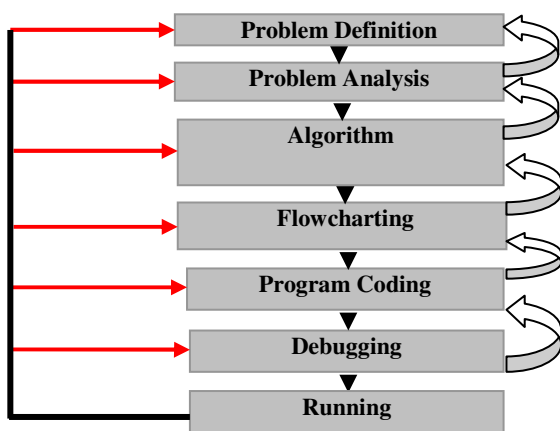 Problem Definition
Problem Analysis
Algorithm
Flowcharting
Program Coding
Debugging
Running